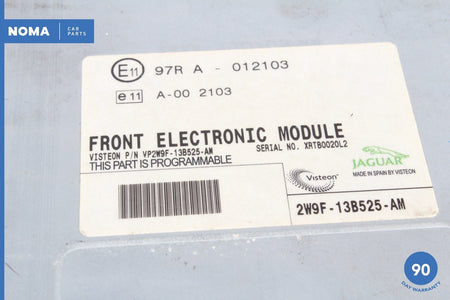 NOMA CAR PARTS
E11 97R A - 012103
e11 A-00 2103
FRONT ELECTRONIC MODULE
VISTEON P/N VP2W9F-13B525-AM SERIAL NO. XRTB0020L2
THIS PART IS PROGRAMMABLE
JAGUAR
MADE IN SPAIN BY VISTEON
Visteon
2W9F-13B525-AM
90
DAY WARRANTY